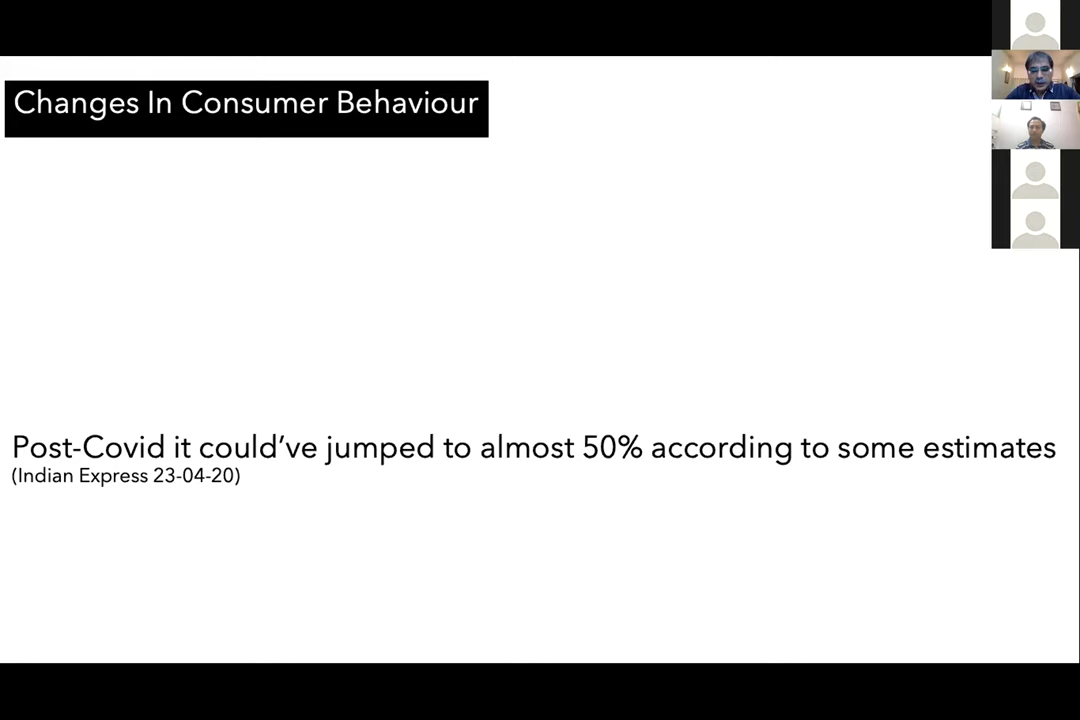 Changes In Consumer Behaviour
Post-Covid it could’ve jumped to almost 50% according to some estimates
(Indian Express 23-04-20)